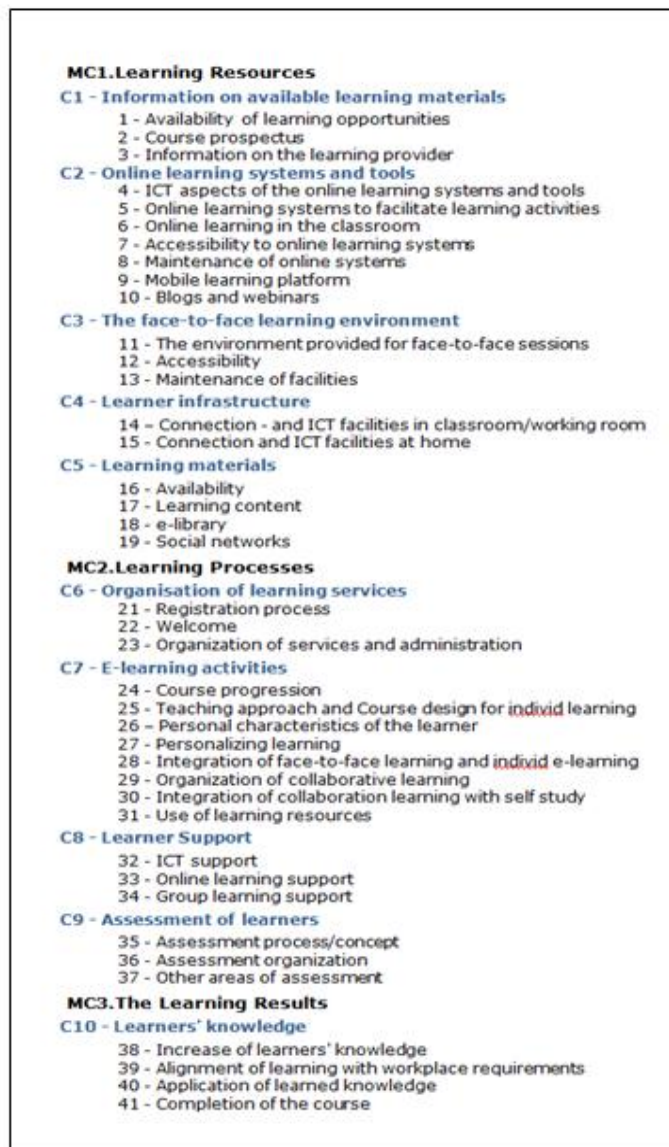 MC1.Learning Resources
C1 - Information on available learning materials
1 - Availability of learning opportunities
2 - Course prospectus
3 - Information on the learning provider
C2 - Online learning systems and tools
4 - ICT aspects of the online learning systems and tools
5 - Online learning systems to facilitate learning activities
6 - Online learning in the classroom
7 - Accessibility to online learning systems
8 - Maintenance of online systems
9 - Mobile learning platform
10 - Blogs and webinars
C3 - The face-to-face learning environment
11 - The environment provided for face-to-face sessions
12 - Accessibility
13 - Maintenance of facilities
C4 - Learner infrastructure
14 – Connection - and ICT facilities in classroom/working room
15 - Connection and ICT facilities at home
C5 - Learning materials
16 - Availability
17 - Learning content
18 - e-library
19 - Social networks
MC2.Learning Processes
C6 - Organisation of learning services
21 - Registration process
22 - Welcome
23 - Organization of services and administration
C7 - E-learning activities
24 - Course progression
25 - Teaching approach and Course design for individ learning
26 – Personal characteristics of the learner
27 - Personalizing learning
28 - Integration of face-to-face learning and individ e-learning
29 - Organization of collaborative learning
30 - Integration of collaboration learning with self study
31 - Use of learning resources
C8 - Learner Support
32 - ICT support
33 - Online learning support
34 - Group learning support
C9 - Assessment of learners
35 - Assessment process/concept
36 - Assessment organization
37 - Other areas of assessment
MC3.The Learning Results
C10 - Learners' knowledge
38 - Increase of learners' knowledge
39 - Alignment of learning with workplace requirements
40 - Application of learned knowledge
41 - Completion of the course